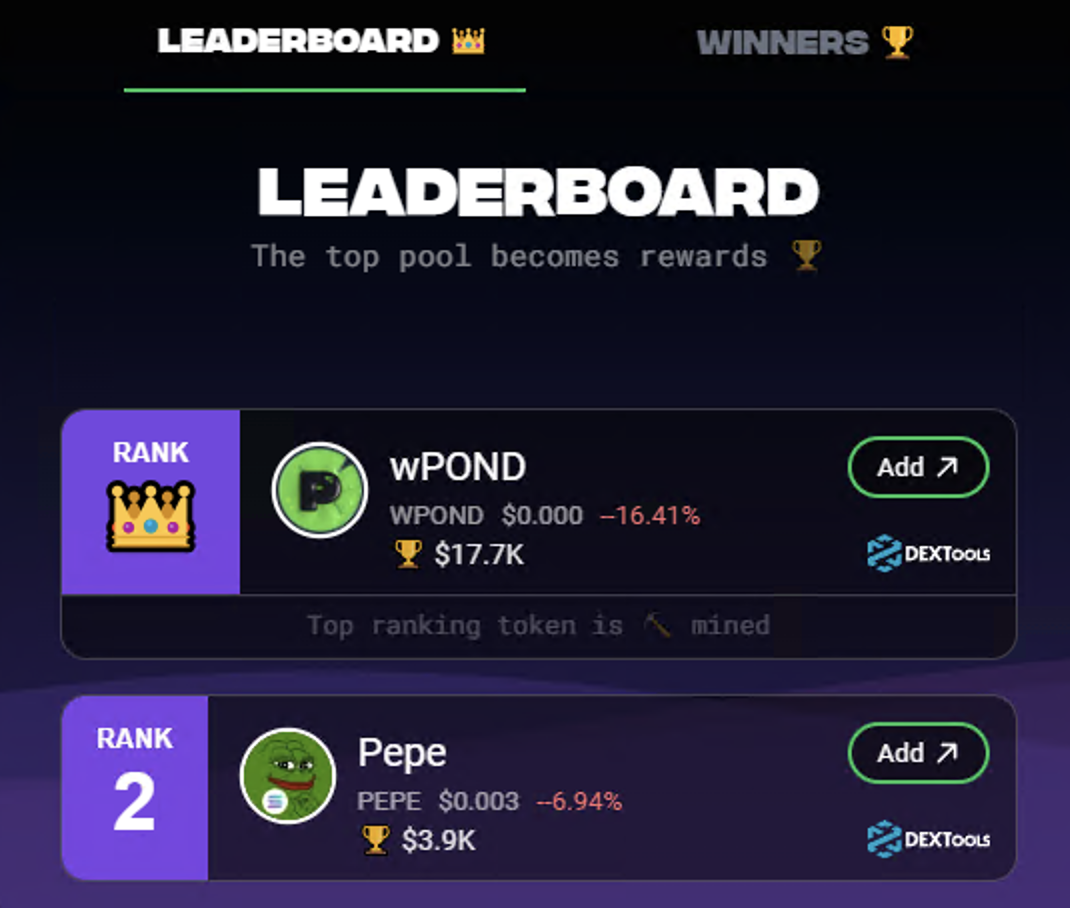 LEADERBOARD
WINNERS
LEADERBOARD
The top pool becomes rewards
RANK
P
wPOND
WPOND $0.000 --16.41%
$17.7K
Add
DEXTools
Top ranking token is mined
RANK
2
Pepe
PEPE $0.003 --6.94%
$3.9K
Add
DEXTools